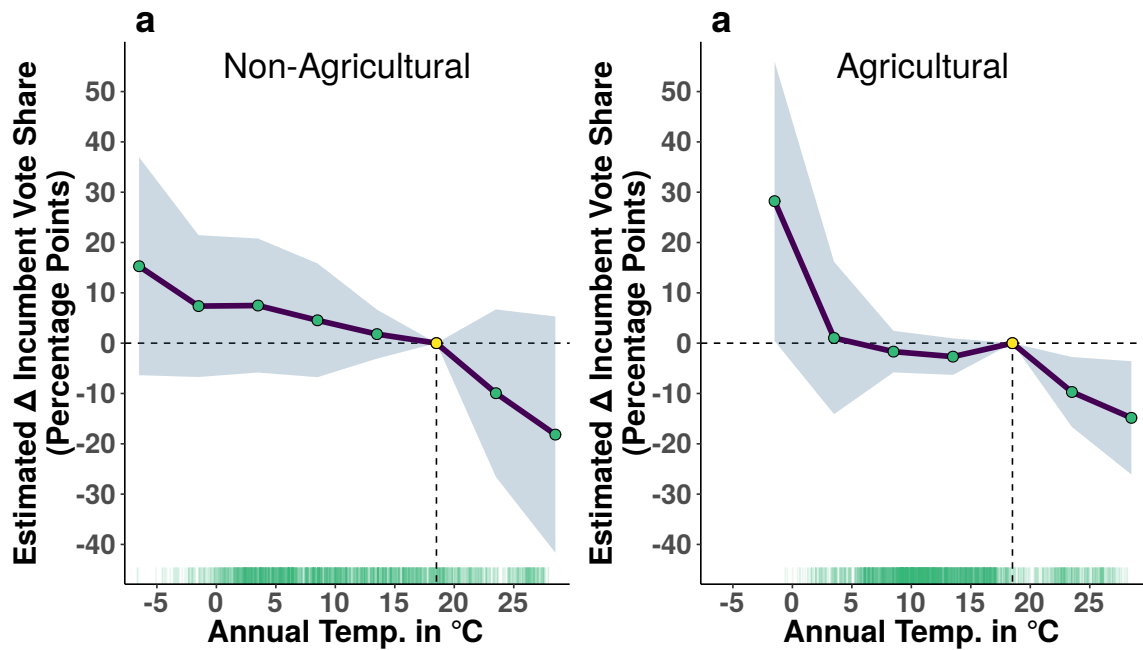 a
Non-Agricultural
Estimated Δ Incumbent Vote Share
(Percentage Points)
50
40
30
20
10
0
-10
-20
-30
-40
-5 0 5 10 15 20 25
Annual Temp. in °C
a
Agricultural
Estimated Δ Incumbent Vote Share
(Percentage Points)
50
40
30
20
10
0
-10
-20
-30
-40
-5 0 5 10 15 20 25
Annual Temp. in °C